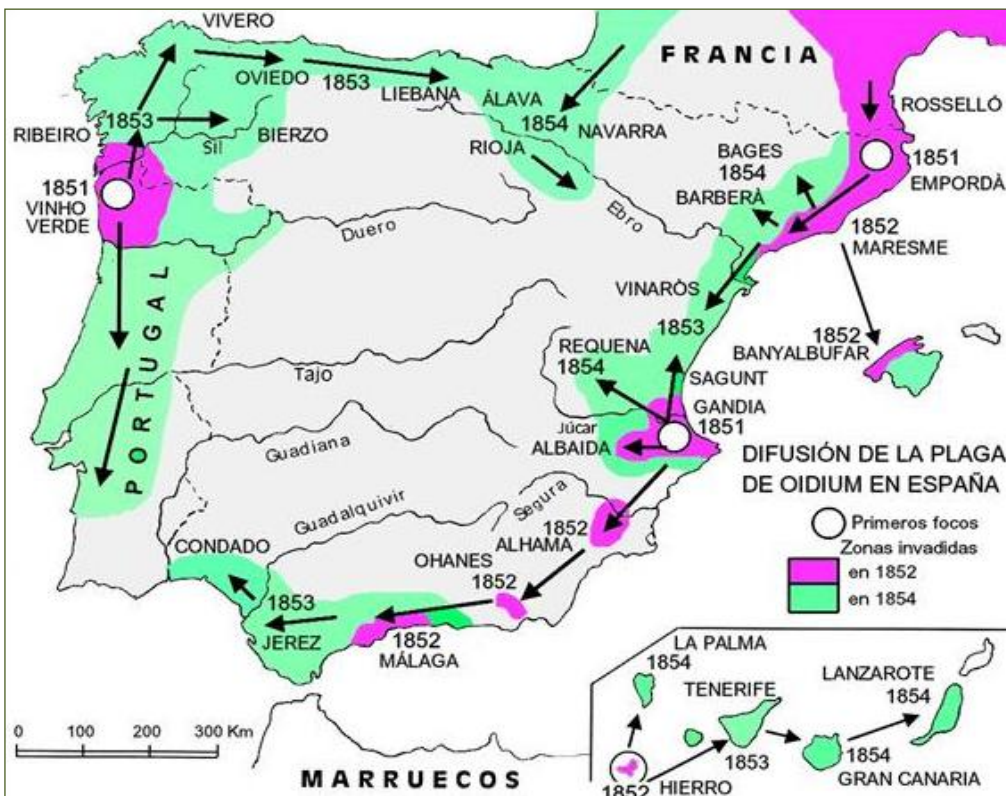 VIVERO
FRANCIA
OVIEDO
1853
LIEBANA
ÁLAVA
1854
NAVARRA
ROSSELLÓ
RIBEIRO
1853
BIERZO
Sil
RIOJA
BAGES
1854
1851
EMPORDÀ
1851
VINHO
VERDE
BARBERÀ
Ebro
Duero
1852
MARESME
PORTUGAL
VINARÒS
1853
1852
BANYALBUFAR
REQUENA
1854
Tajo
SAGUNT
GANDIA
1851
Júcar
ALBAIDA
Guadiana
DIFUSIÓN DE LA PLAGA
DE OIDIUM EN ESPAÑA
Guadalquivir
Segura
1852
ALHAMA
Primeros focos
Zonas invadidas
en 1852
en 1854
CONDADO
OHANES
1852
1853
JEREZ
1852
MÁLAGA
LA PALMA
1854
TENERIFE
1853
LANZAROTE
1854
1854
GRAN CANARIA
1852
HIERRO
0 100 200 300 Km
MARRUECOS